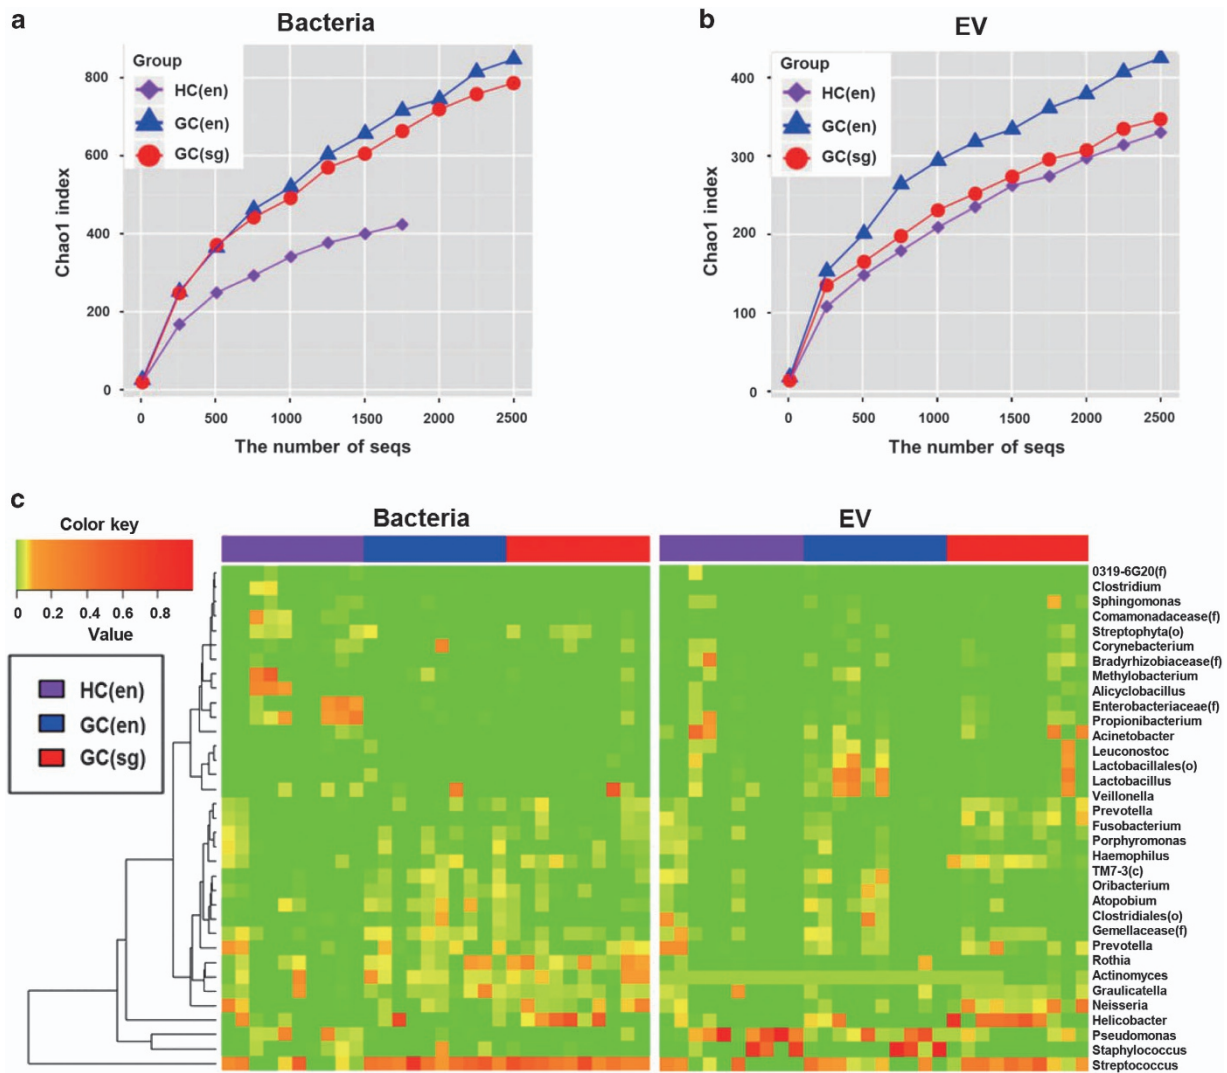 a
Bacteria
Group
HC(en)
GC(en)
GC(sg)
Chao1 index
800
600
400
200
0
0 500 1000 1500 2000 2500
The number of seqs
b
EV
Group
HC(en)
GC(en)
GC(sg)
Chao1 index
400
300
200
100
0
0 500 1000 1500 2000 2500
The number of seqs
c
Color key
0 0.2 0.4 0.6 0.8
Value
HC(en)
GC(en)
GC(sg)
Bacteria
EV
0319-6G20(f)
Clostridium
Sphingomonas
Comamonadacease(f)
Streptophyta(o)
Corynebacterium
Bradyrhizobiacease(f)
Methylobacterium
Alicyclobacillus
Enterobacteriaceae(f)
Propionibacterium
Acinetobacter
Leuconostoc
Lactobacillales(o)
Lactobacillus
Veillonella
Prevotella
Fusobacterium
Porphyromonas
Haemophilus
TM7-3(c)
Oribacterium
Atopobium
Clostridiales(o)
Gemellacease(f)
Prevotella
Rothia
Actinomyces
Graulicatella
Neisseria
Helicobacter
Pseudomonas
Staphylococcus
Streptococcus